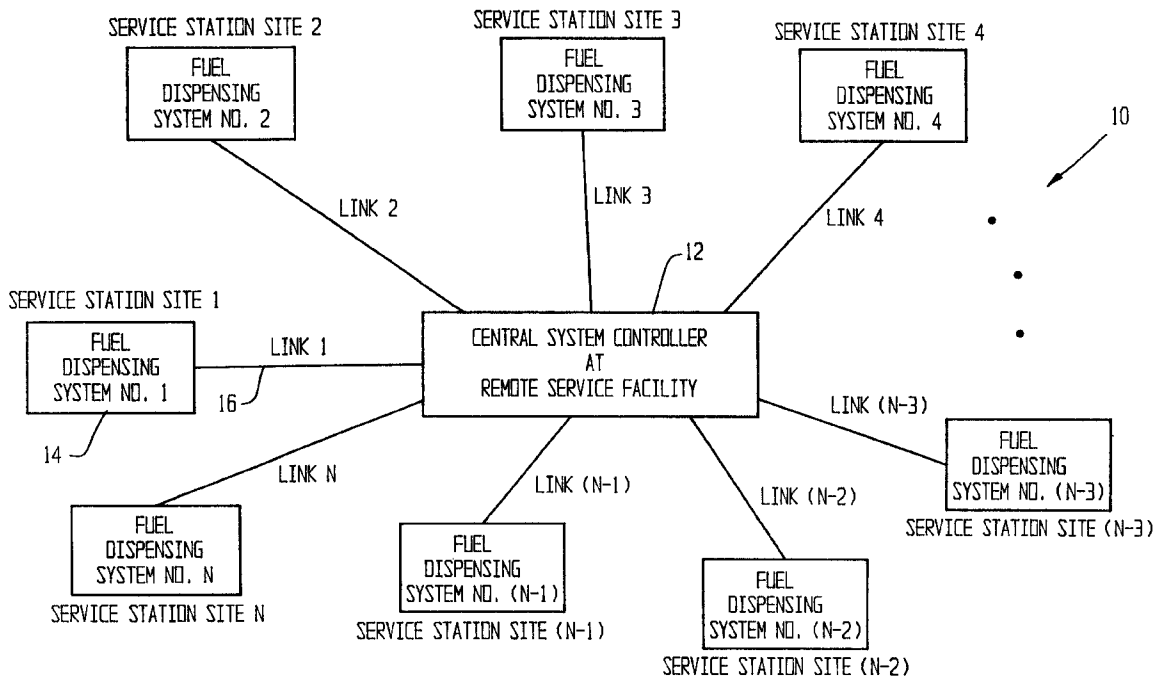 SERVICE STATION SITE 2
FUEL
DISPENSING
SYSTEM NO. 2
SERVICE STATION SITE 3
FUEL
DISPENSING
SYSTEM NO. 3
SERVICE STATION SITE 4
FUEL
DISPENSING
SYSTEM NO. 4
10
LINK 2
LINK 3
LINK 4
12
SERVICE STATION SITE 1
FUEL
DISPENSING
SYSTEM NO. 1
14
LINK 1
16
CENTRAL SYSTEM CONTROLLER
AT
REMOTE SERVICE FACILITY
LINK N
LINK (N-1)
LINK (N-2)
LINK (N-3)
FUEL
DISPENSING
SYSTEM NO. N
SERVICE STATION SITE N
FUEL
DISPENSING
SYSTEM NO. (N-1)
SERVICE STATION SITE (N-1)
FUEL
DISPENSING
SYSTEM NO. (N-2)
SERVICE STATION SITE (N-2)
FUEL
DISPENSING
SYSTEM NO. (N-3)
SERVICE STATION SITE (N-3)